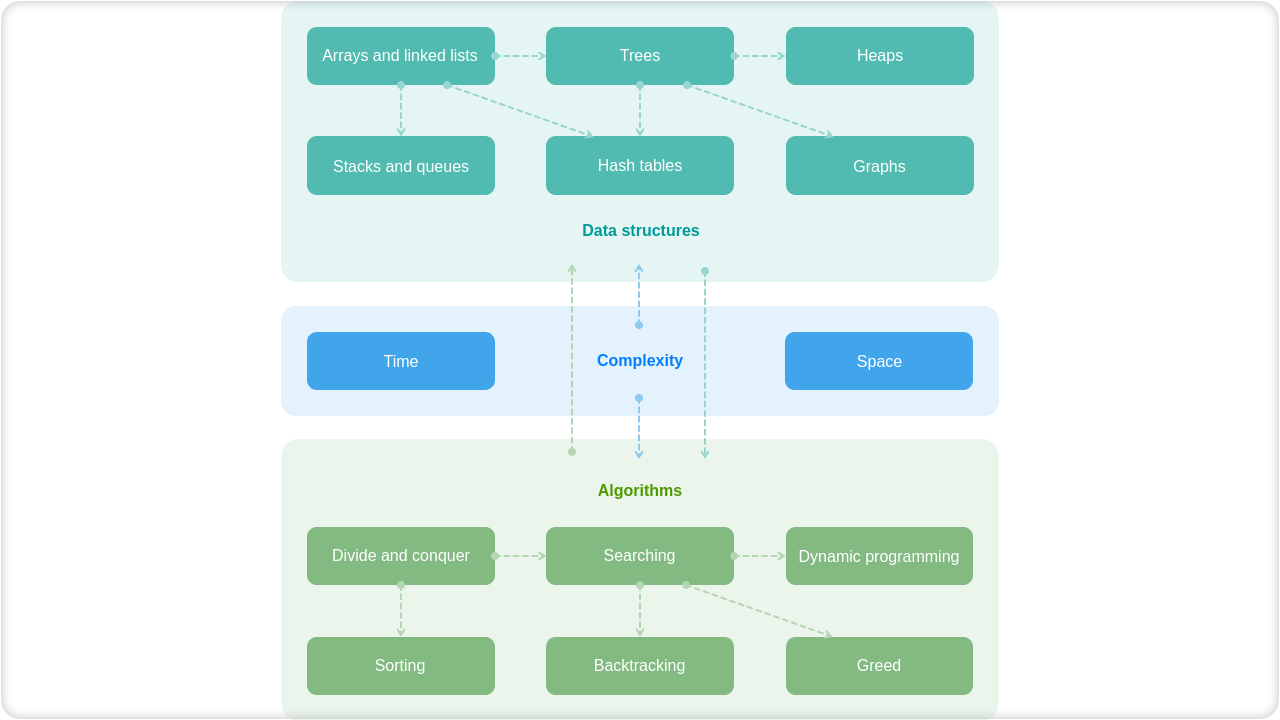 Arrays and linked lists
Trees
Heaps
Stacks and queues
Hash tables
Graphs
Data structures
Time
Complexity
Space
Algorithms
Divide and conquer
Searching
Dynamic programming
Sorting
Backtracking
Greed